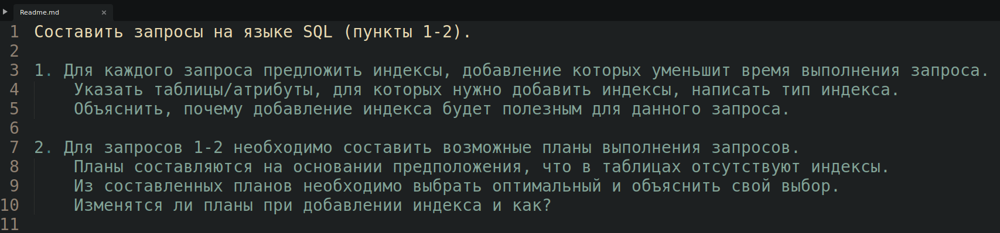 Readme.md ×
1 Составить запросы на языке SQL (пункты 1-2).
2
3 1. Для каждого запроса предложить индексы, добавление которых уменьшит время выполнения запроса.
4 Указать таблицы/атрибуты, для которых нужно добавить индексы, написать тип индекса.
5 Объяснить, почему добавление индекса будет полезным для данного запроса.
6
7 2. Для запросов 1-2 необходимо составить возможные планы выполнения запросов.
8 Планы составляются на основании предположения, что в таблицах отсутствуют индексы.
9 Из составленных планов необходимо выбрать оптимальный и объяснить свой выбор.
10 Изменятся ли планы при добавлении индекса и как?
11